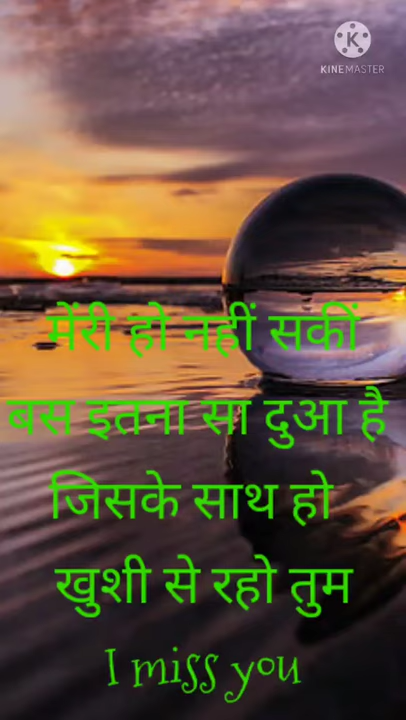 KINEMASTER
मेंरी हो नहीं सकीं
बस इतना सा दुआ है
जिसके साथ हो
खुशी से रहो तुम
I miss you